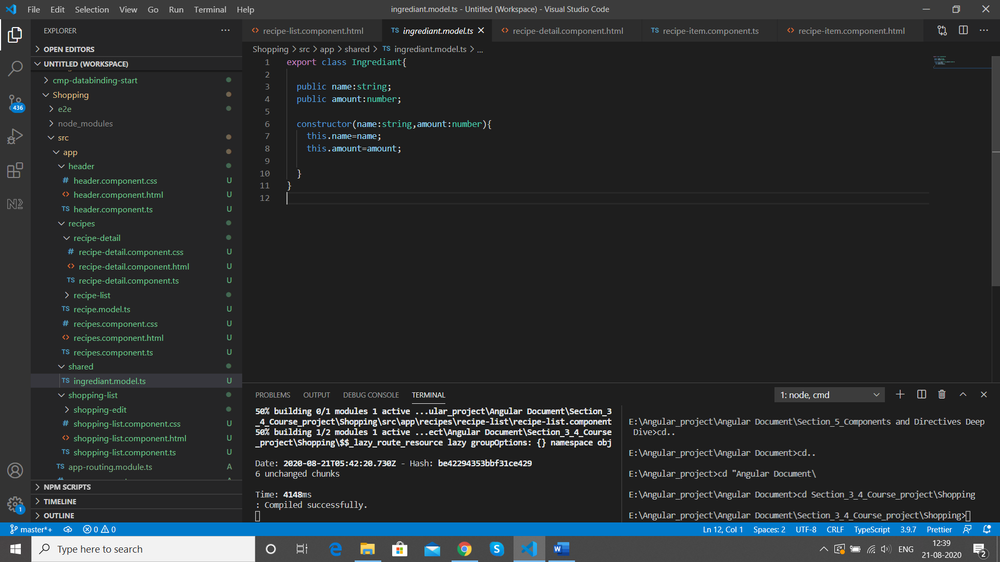 File Edit Selection View Go Run Terminal Help
ingrediant.model.ts - Untitled (Workspace) - Visual Studio Code
EXPLORER
OPEN EDITORS
UNTITLED (WORKSPACE)
cmp-databinding-start
Shopping
e2e
node_modules
src
app
header
# header.component.css U
<> header.component.html U
TS header.component.ts U
recipes
recipe-detail
# recipe-detail.component.css U
<> recipe-detail.component.html U
TS recipe-detail.component.ts U
recipe-list
TS recipe.model.ts U
# recipes.component.css U
<> recipes.component.html U
TS recipes.component.ts U
shared
TS ingrediant.model.ts U
shopping-list
shopping-edit
# shopping-list.component.css U
<> shopping-list.component.html U
TS shopping-list.component.ts U
TS app-routing.module.ts A
NPM SCRIPTS
TIMELINE
OUTLINE
436
1
<> recipe-list.component.html TS ingrediant.model.ts <> recipe-detail.component.html TS recipe-item.component.ts <> recipe-item.component.html
Shopping > src > app > shared > TS ingrediant.model.ts > ...
1 export class Ingrediant{
2
3 public name:string;
4 public amount:number;
5
6 constructor(name:string,amount:number){
7 this.name=name;
8 this.amount=amount;
9
10 }
11 }
12
PROBLEMS OUTPUT DEBUG CONSOLE TERMINAL 1: node, cmd
50% building 0/1 modules 1 active ...ular_project\Angular Document\Section_3
_4_Course_project\Shopping\src\app\recipes\recipe-list\recipe-list.component
50% building 1/2 modules 1 active ...ect\Angular Document\Section_3_4_Course
_project\Shopping\$$_lazy_route_resource lazy groupOptions: {} namespace obj
Date: 2020-08-21T05:42:20.730Z - Hash: be42294353bbf31ce429
6 unchanged chunks
Time: 4148ms
: Compiled successfully.
E:\Angular_project\Angular Document\Section_5_Components and Directives Deep
Dive>cd..
E:\Angular_project\Angular Document>cd..
E:\Angular_project>cd "Angular Document\
E:\Angular_project\Angular Document>cd Section_3_4_Course_project\Shopping
E:\Angular_project\Angular Document\Section_3_4_Course_project\Shopping>
master*+ 0 0 Ln 12, Col 1 Spaces: 2 UTF-8 CRLF TypeScript 3.9.7 Prettier
Type here to search
ENG
12:39
21-08-2020
2